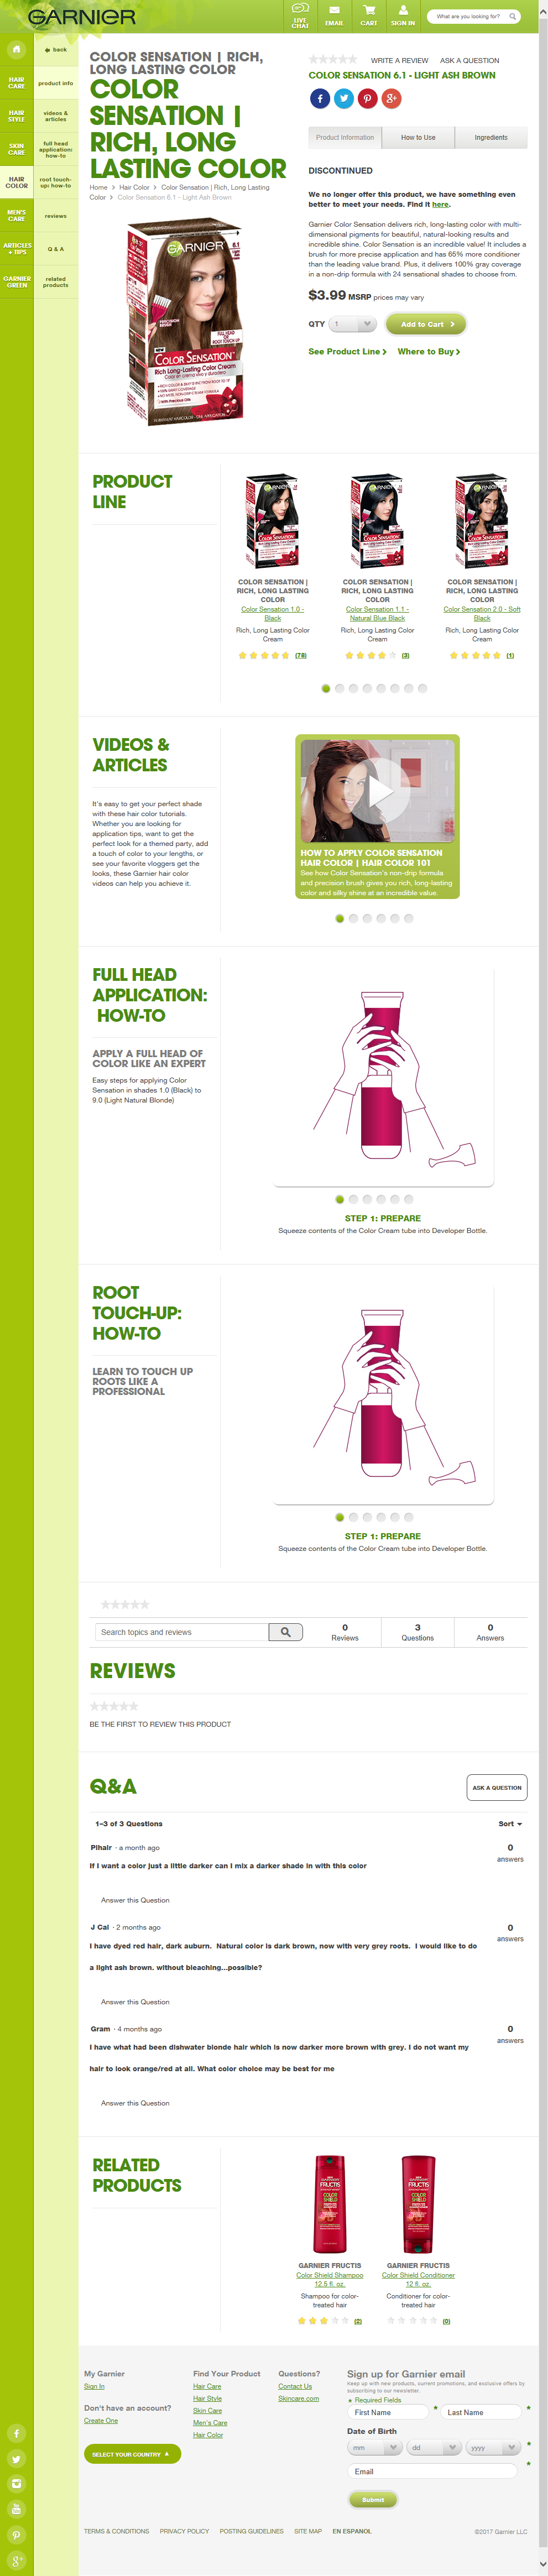 GARNIER
LIVE CHAT
EMAIL
CART
SIGN IN
What are you looking for?
back
HAIR CARE
HAIR STYLE
SKIN CARE
HAIR COLOR
MEN'S CARE
ARTICLES + TIPS
GARNIER GREEN
product info
videos & articles
full head application: how-to
root touch-up: how-to
reviews
Q & A
related products
COLOR SENSATION | RICH,
LONG LASTING COLOR
COLOR
SENSATION |
RICH, LONG
LASTING COLOR
Home > Hair Color > Color Sensation | Rich, Long Lasting
Color > Color Sensation 6.1 - Light Ash Brown
WRITE A REVIEW
ASK A QUESTION
COLOR SENSATION 6.1 - LIGHT ASH BROWN
Product Information
How to Use
Ingredients
DISCONTINUED
We no longer offer this product, we have something even
better to meet your needs. Find it here.
Garnier Color Sensation delivers rich, long-lasting color with multi-
dimensional pigments for beautiful, natural-looking results and
incredible shine. Color Sensation is an incredible value! It includes a
brush for more precise application and has 65% more conditioner
than the leading value brand. Plus, it delivers 100% gray coverage
in a non-drip formula with 24 sensational shades to choose from.
$3.99 MSRP prices may vary
QTY 1
Add to Cart
See Product Line
Where to Buy
GARNIER
6.1
PRECISION BRUSH
FULL HEAD
OR
ROOT TOUCH UP
NEW
COLOR SENSATION
Rich Long-Lasting Color Cream
PRODUCT
LINE
COLOR SENSATION |
RICH, LONG LASTING
COLOR
Color Sensation 1.0 -
Black
Rich, Long Lasting Color
Cream
(78)
COLOR SENSATION |
RICH, LONG LASTING
COLOR
Color Sensation 1.1 -
Natural Blue Black
Rich, Long Lasting Color
Cream
(3)
COLOR SENSATION |
RICH, LONG LASTING
COLOR
Color Sensation 2.0 - Soft
Black
Rich, Long Lasting Color
Cream
(1)
VIDEOS &
ARTICLES
It's easy to get your perfect shade
with these hair color tutorials.
Whether you are looking for
application tips, want to get the
perfect look for a themed party, add
a touch of color to your lengths, or
see your favorite vloggers get the
looks, these Garnier hair color
videos can help you achieve it.
HOW TO APPLY COLOR SENSATION
HAIR COLOR | HAIR COLOR 101
See how Color Sensation's non-drip formula
and precision brush gives you rich, long-lasting
color and silky shine at an incredible value.
FULL HEAD
APPLICATION:
HOW-TO
APPLY A FULL HEAD OF
COLOR LIKE AN EXPERT
Easy steps for applying Color
Sensation in shades 1.0 (Black) to
9.0 (Light Natural Blonde)
STEP 1: PREPARE
Squeeze contents of the Color Cream tube into Developer Bottle.
ROOT
TOUCH-UP:
HOW-TO
LEARN TO TOUCH UP
ROOTS LIKE A
PROFESSIONAL
STEP 1: PREPARE
Squeeze contents of the Color Cream tube into Developer Bottle.
Search topics and reviews
0
Reviews
3
Questions
0
Answers
REVIEWS
BE THE FIRST TO REVIEW THIS PRODUCT
Q&A
ASK A QUESTION
1–3 of 3 Questions
Sort
Pihair · a month ago
If I want a color just a little darker can I mix a darker shade in with this color
0
answers
Answer this Question
J Cal · 2 months ago
I have dyed red hair, dark auburn. Natural color is dark brown, now with very grey roots. I would like to do
a light ash brown. without bleaching...possible?
0
answers
Answer this Question
Gram · 4 months ago
I have what had been dishwater blonde hair which is now darker more brown with grey. I do not want my
hair to look orange/red at all. What color choice may be best for me
0
answers
Answer this Question
RELATED
PRODUCTS
GARNIER FRUCTIS
Color Shield Shampoo
12.5 fl. oz.
Shampoo for color-
treated hair
(2)
GARNIER FRUCTIS
Color Shield Conditioner
12 fl. oz.
Conditioner for color-
treated hair
(0)
My Garnier
Sign In
Don't have an account?
Create One
SELECT YOUR COUNTRY
Find Your Product
Hair Care
Hair Style
Skin Care
Men's Care
Hair Color
Questions?
Contact Us
Skincare.com
Sign up for Garnier email
Keep up with new products, current promotions, and exclusive offers by
subscribing to our newsletter.
* Required Fields
First Name *
Last Name *
Date of Birth
mm
dd
yyyy *
Email *
Submit
TERMS & CONDITIONS
PRIVACY POLICY
POSTING GUIDELINES
SITE MAP
EN ESPANOL
©2017 Garnier LLC